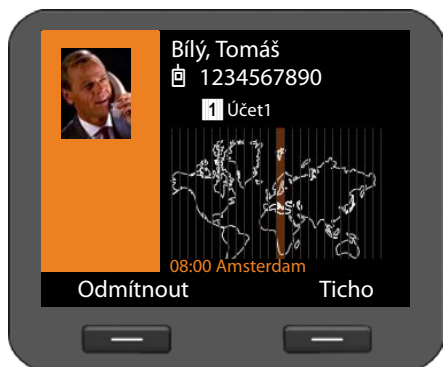 Bílý, Tomáš
1234567890
1 Účet1
08:00 Amsterdam
Odmítnout Ticho